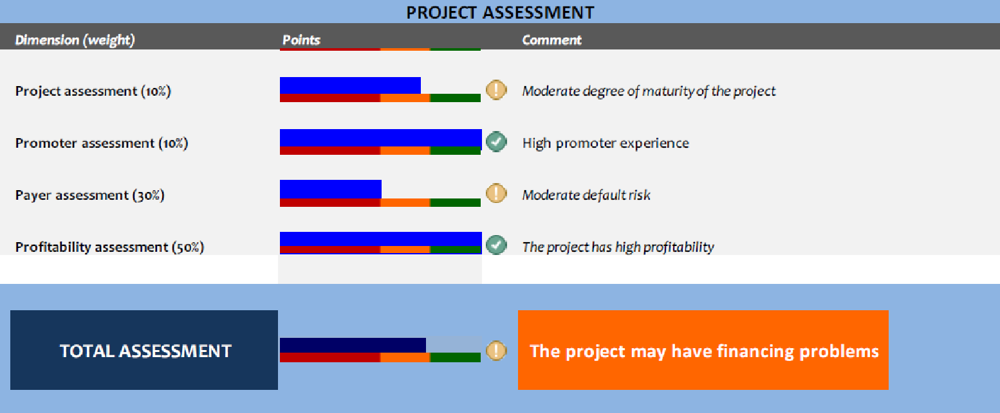 PROJECT ASSESSMENT
Dimension (weight) Points Comment
Project assessment (10%) Moderate degree of maturity of the project
Promoter assessment (10%) High promoter experience
Payer assessment (30%) Moderate default risk
Profitability assessment (50%) The project has high profitability
TOTAL ASSESSMENT The project may have financing problems